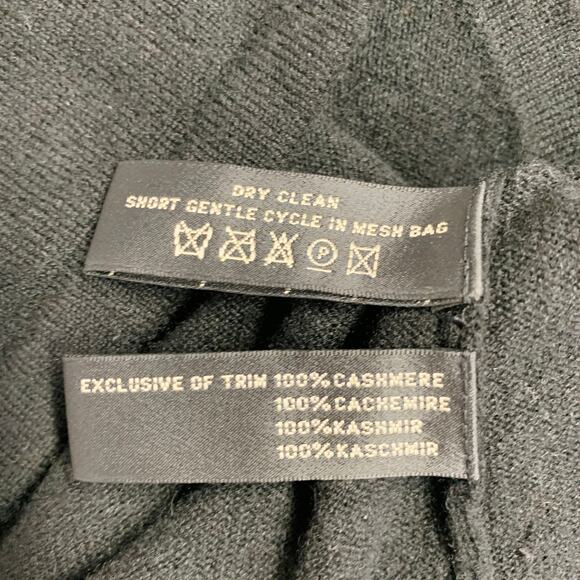 DRY CLEAN
SHORT GENTLE CYCLE IN MESH BAG
P
EXCLUSIVE OF TRIM 100% CASHMERE
100% CACHEMIRE
100% KASHMIR
100% KASCHMIR